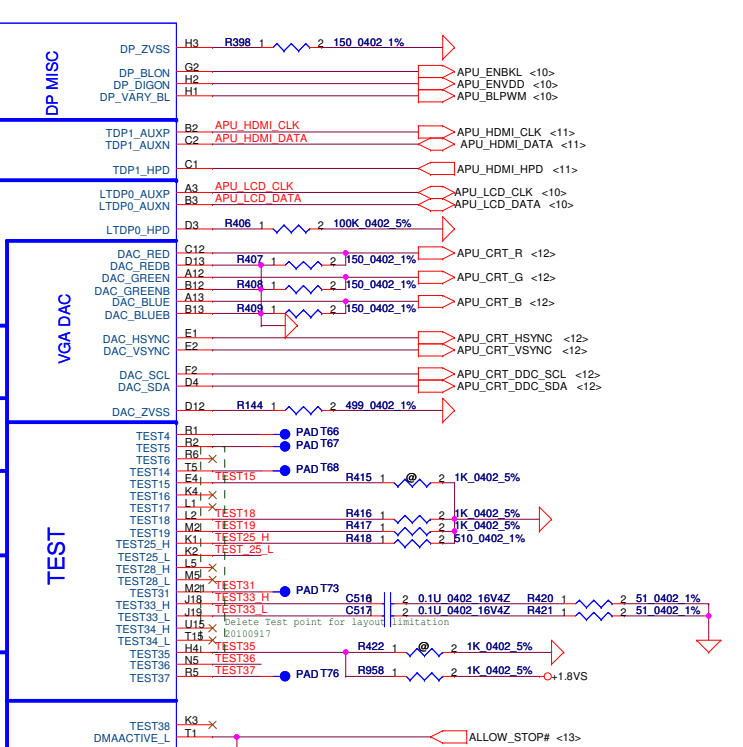 DP MISC
DP_ZVSS H3 R398 1 2 150_0402_1%
DP_BLON G2 APU_ENBKL <10>
DP_DIGON H2 APU_ENVDD <10>
DP_VARY_BL H1 APU_BLPWM <10>
TDP1_AUXP B2 APU_HDMI_CLK APU_HDMI_CLK <11>
TDP1_AUXN C2 APU_HDMI_DATA APU_HDMI_DATA <11>
TDP1_HPD C1 APU_HDMI_HPD <11>
LTDP0_AUXP A3 APU_LCD_CLK APU_LCD_CLK <10>
LTDP0_AUXN B3 APU_LCD_DATA APU_LCD_DATA <10>
LTDP0_HPD D3 R406 1 2 100K_0402_5%
VGA DAC
DAC_RED C12 APU_CRT_R <12>
DAC_REDB D13 R407 1 2 150_0402_1%
DAC_GREEN A12 APU_CRT_G <12>
DAC_GREENB B12 R408 1 2 150_0402_1%
DAC_BLUE A13 APU_CRT_B <12>
DAC_BLUEB B13 R409 1 2 150_0402_1%
DAC_HSYNC E1 APU_CRT_HSYNC <12>
DAC_VSYNC E2 APU_CRT_VSYNC <12>
DAC_SCL F2 APU_CRT_DDC_SCL <12>
DAC_SDA D4 APU_CRT_DDC_SDA <12>
DAC_ZVSS D12 R144 1 2 499_0402_1%
TEST
TEST4 R1 PAD T66
TEST5 R2 PAD T67
TEST6 R6
TEST14 T5 PAD T68
TEST15 E4 TEST15 R415 1 @ 2 1K_0402_5%
TEST16 K4
TEST17 L1
TEST18 L2 TEST18 R416 1 2 1K_0402_5%
TEST19 M2 TEST19 R417 1 2 1K_0402_5%
TEST25_H K1 TEST25_H R418 1 2 510_0402_1%
TEST25_L K2 TEST_25_L
TEST28_H L5
TEST28_L M5
TEST31 M21 TEST31 PAD T73
TEST33_H J18 TEST33_H C516 1 2 0.1U_0402_16V4Z R420 1 2 51_0402_1%
TEST33_L J19 TEST33_L C517 1 2 0.1U_0402_16V4Z R421 1 2 51_0402_1%
TEST34_H U15 Delete Test point for layout limitation
TEST34_L T15 20100917
TEST35 H4 TEST35 R422 1 @ 2 1K_0402_5%
TEST36 N5 TEST36
TEST37 R5 TEST37 PAD T76 R958 1 2 1K_0402_5% +1.8VS
TEST38 K3
DMAACTIVE_L T1 ALLOW_STOP# <13>